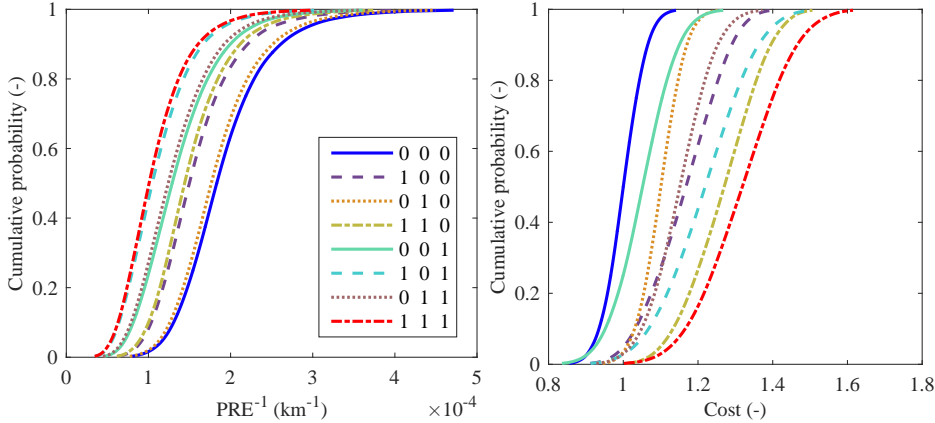 Cumulative probability (-)
1
0.8
0.6
0.4
0.2
0
0 1 2 3 4 5
PRE⁻¹ (km⁻¹)
×10⁻⁴
0 0 0
1 0 0
0 1 0
1 1 0
0 0 1
1 0 1
0 1 1
1 1 1
Cumulative probability (-)
1
0.8
0.6
0.4
0.2
0
0.8 1 1.2 1.4 1.6 1.8
Cost (-)